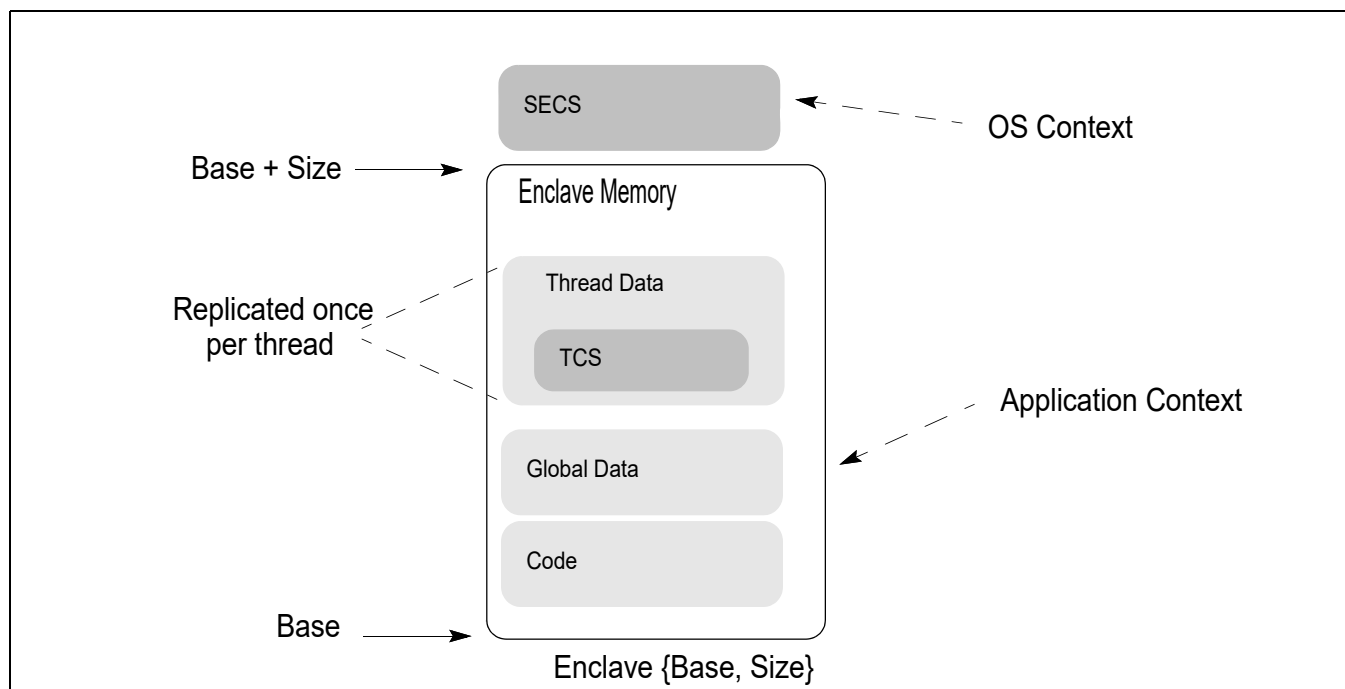 SECS
OS Context
Base + Size
Enclave Memory
Thread Data
Replicated once
per thread
TCS
Application Context
Global Data
Code
Base
Enclave {Base, Size}